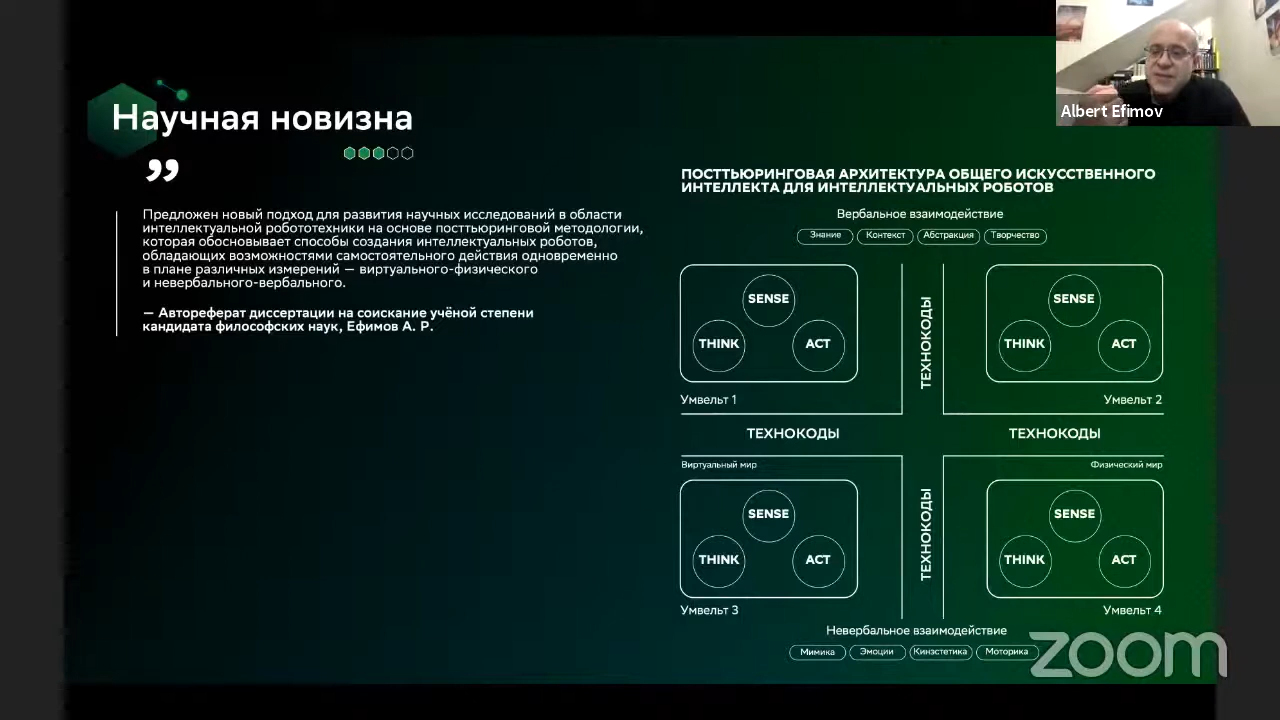 Albert Efimov
Научная новизна
”
Предложен новый подход для развития научных исследований в области
интеллектуальной робототехники на основе посттьюринговой методологии,
которая обосновывает способы создания интеллектуальных роботов,
обладающих возможностями самостоятельного действия одновременно
в плане различных измерений — виртуального-физического
и невербального-вербального.
— Автореферат диссертации на соискание учёной степени
кандидата философских наук, Ефимов А. Р.
ПОСТТЬЮРИНГОВАЯ АРХИТЕКТУРА ОБЩЕГО ИСКУССТВЕННОГО
ИНТЕЛЛЕКТА ДЛЯ ИНТЕЛЛЕКТУАЛЬНЫХ РОБОТОВ
Вербальное взаимодействие
Знание Контекст Абстракция Творчество
SENSE
THINK ACT
Умвельт 1
ТЕХНОКОДЫ
SENSE
THINK ACT
Умвельт 2
ТЕХНОКОДЫ ТЕХНОКОДЫ
Виртуальный мир Физический мир
SENSE
THINK ACT
Умвельт 3
ТЕХНОКОДЫ
SENSE
THINK ACT
Умвельт 4
Невербальное взаимодействие
Мимика Эмоции Кинэстетика Моторика
zoom